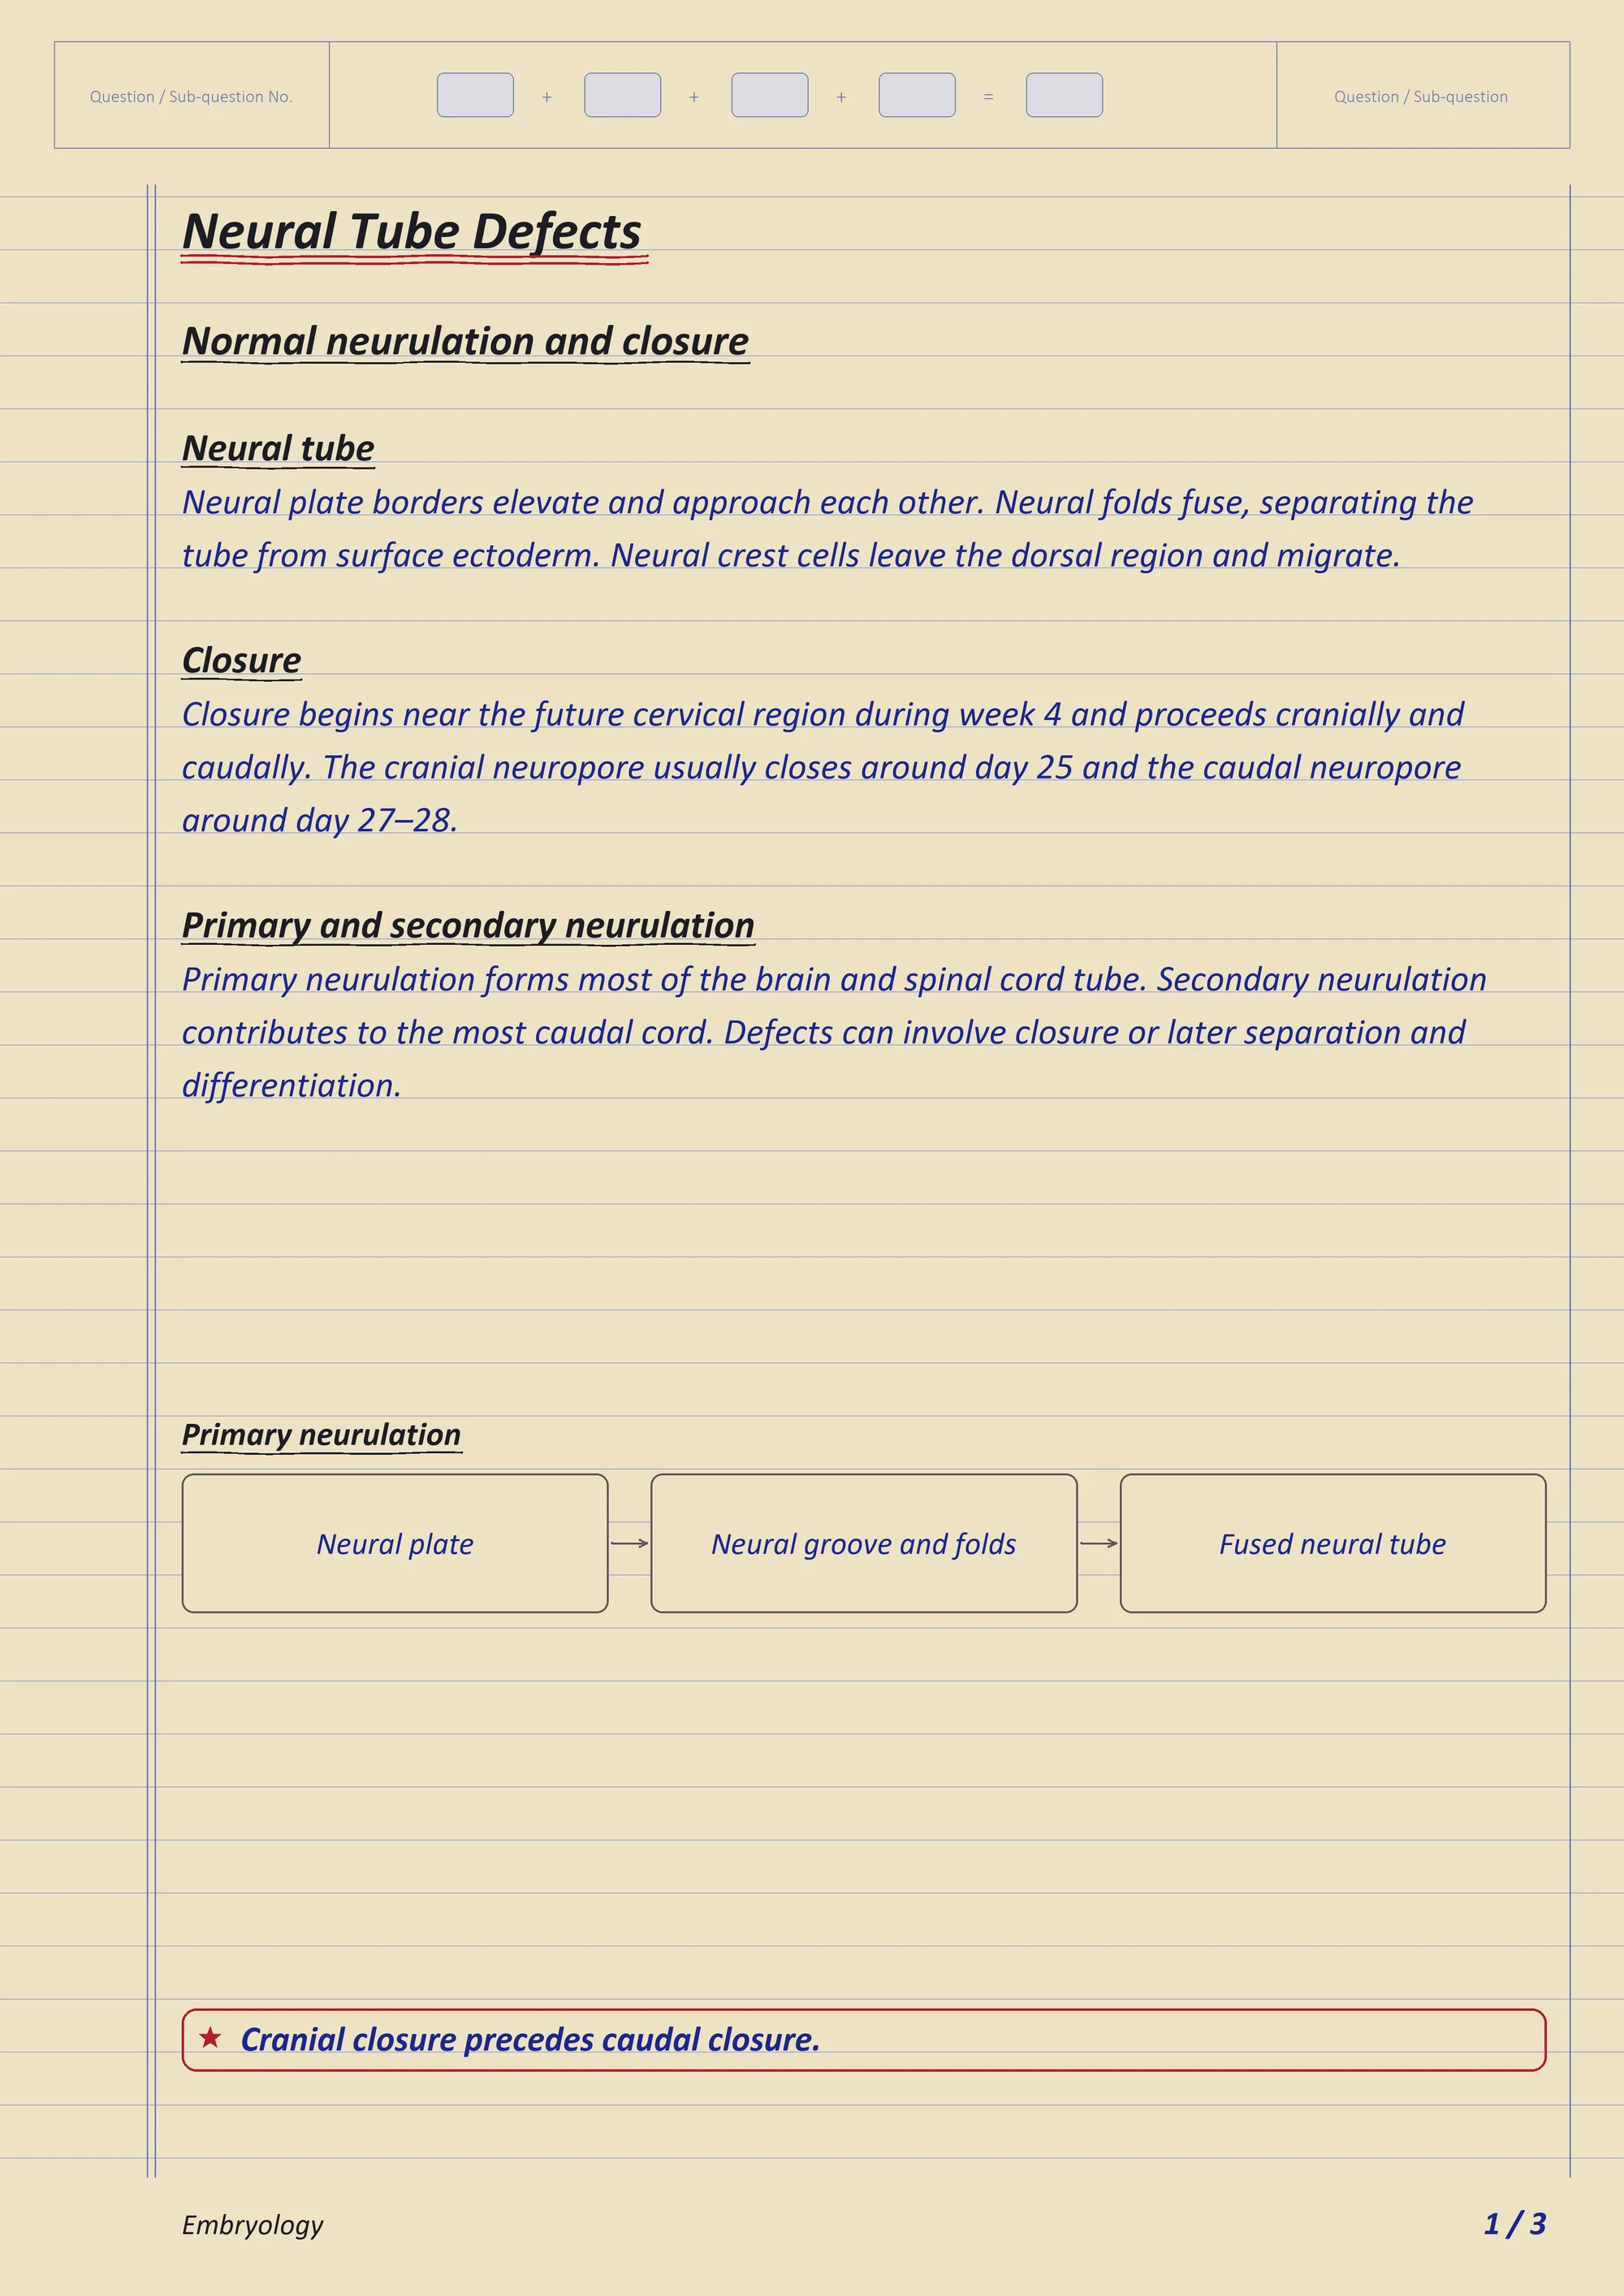 Question / Sub-question No.
+ + + =
Question / Sub-question
Neural Tube Defects
Normal neurulation and closure
Neural tube
Neural plate borders elevate and approach each other. Neural folds fuse, separating the
tube from surface ectoderm. Neural crest cells leave the dorsal region and migrate.
Closure
Closure begins near the future cervical region during week 4 and proceeds cranially and
caudally. The cranial neuropore usually closes around day 25 and the caudal neuropore
around day 27–28.
Primary and secondary neurulation
Primary neurulation forms most of the brain and spinal cord tube. Secondary neurulation
contributes to the most caudal cord. Defects can involve closure or later separation and
differentiation.
Primary neurulation
Neural plate
Neural groove and folds
Fused neural tube
★ Cranial closure precedes caudal closure.
Embryology
1 / 3